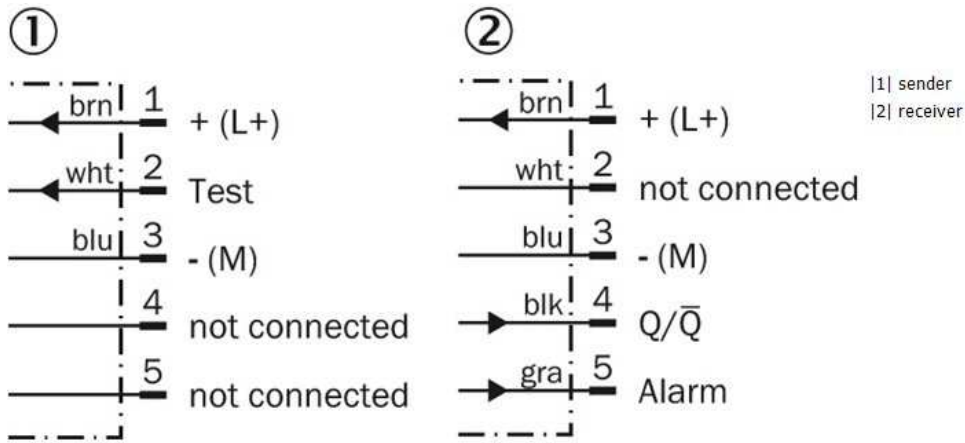 ①
brn 1 + (L+)
wht 2 Test
blu 3 - (M)
4 not connected
5 not connected
②
brn 1 + (L+)
wht 2 not connected
blu 3 - (M)
blk 4 Q/Q̅
gra 5 Alarm
|1| sender
|2| receiver